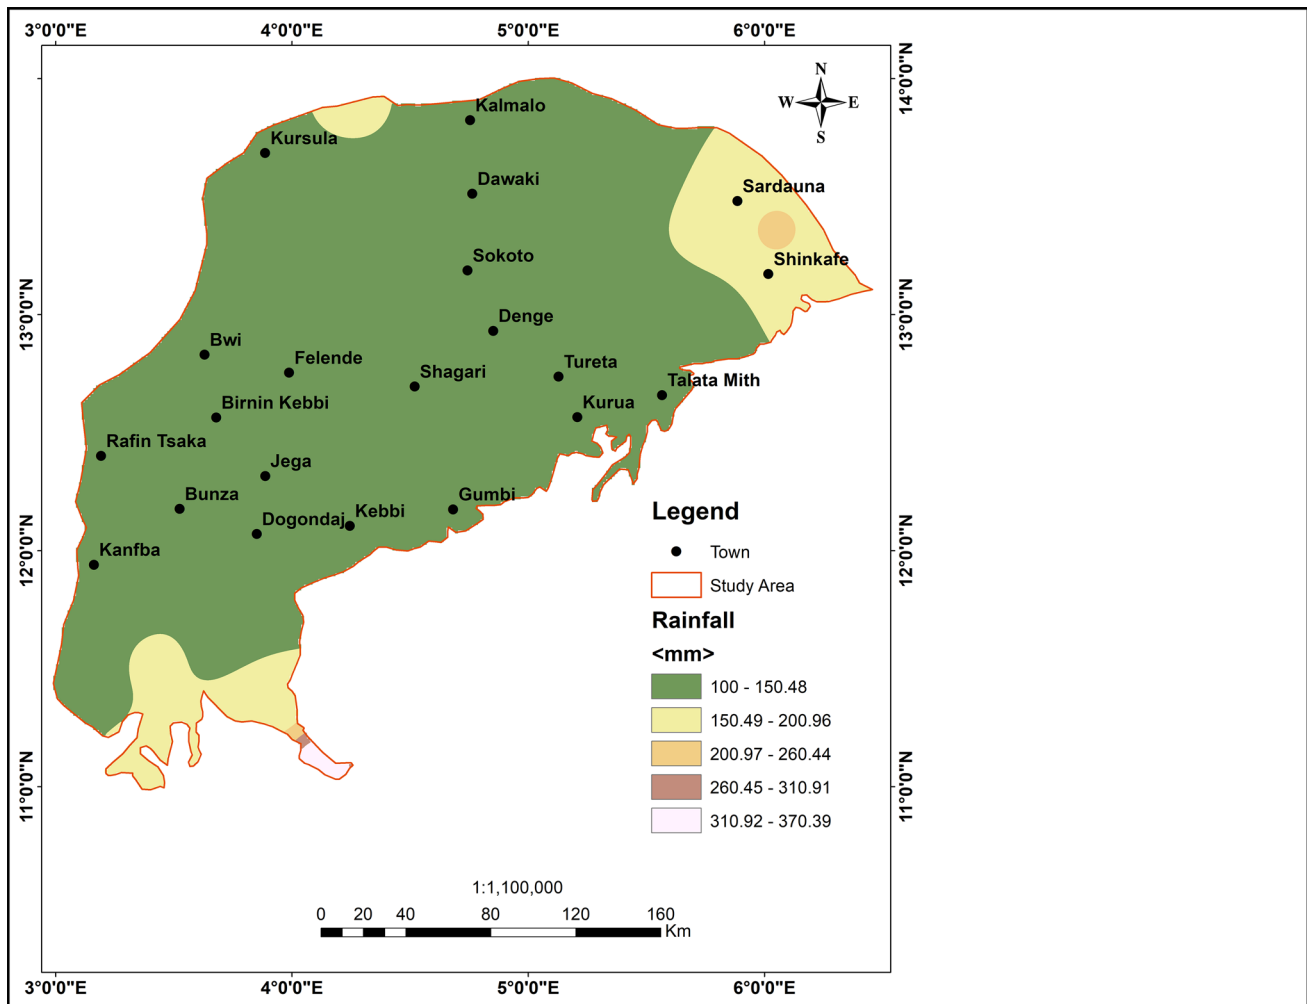 3°0'0"E 4°0'0"E 5°0'0"E 6°0'0"E
14°0'0"N
N
W E
S
Kalmalo
Kursula
Dawaki
Sardauna
Sokoto
Shinkafe
13°0'0"N 13°0'0"N
Denge
Bwi
Felende
Tureta
Shagari
Talata Mith
Birnin Kebbi
Kurua
Rafin Tsaka
Jega
Bunza
Gumbi
Dogondaj
Kebbi
Kanfba
12°0'0"N 12°0'0"N
Legend
Town
Study Area
Rainfall
<mm>
100 - 150.48
150.49 - 200.96
200.97 - 260.44
260.45 - 310.91
310.92 - 370.39
11°0'0"N 11°0'0"N
1:1,100,000
0 20 40 80 120 160
Km
3°0'0"E 4°0'0"E 5°0'0"E 6°0'0"E